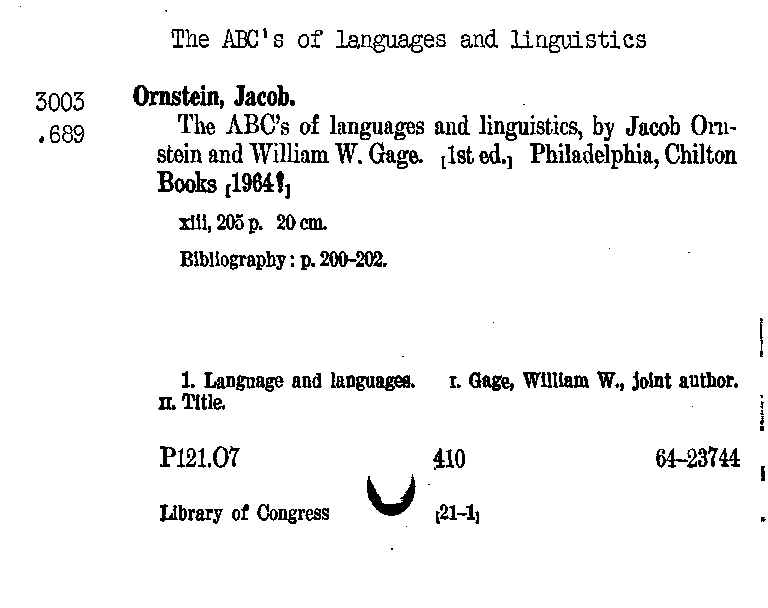 The ABC's of languages and linguistics
3003 Ornstein, Jacob.
.689 The ABC's of languages and linguistics, by Jacob Orn-
stein and William W. Gage. [1st ed.] Philadelphia, Chilton
Books [1964?]
xiii, 205 p. 20 cm.
Bibliography: p. 200–202.
1. Language and languages. I. Gage, William W., joint author.
II. Title.
P121.O7 410 64–23744
Library of Congress [21–1]